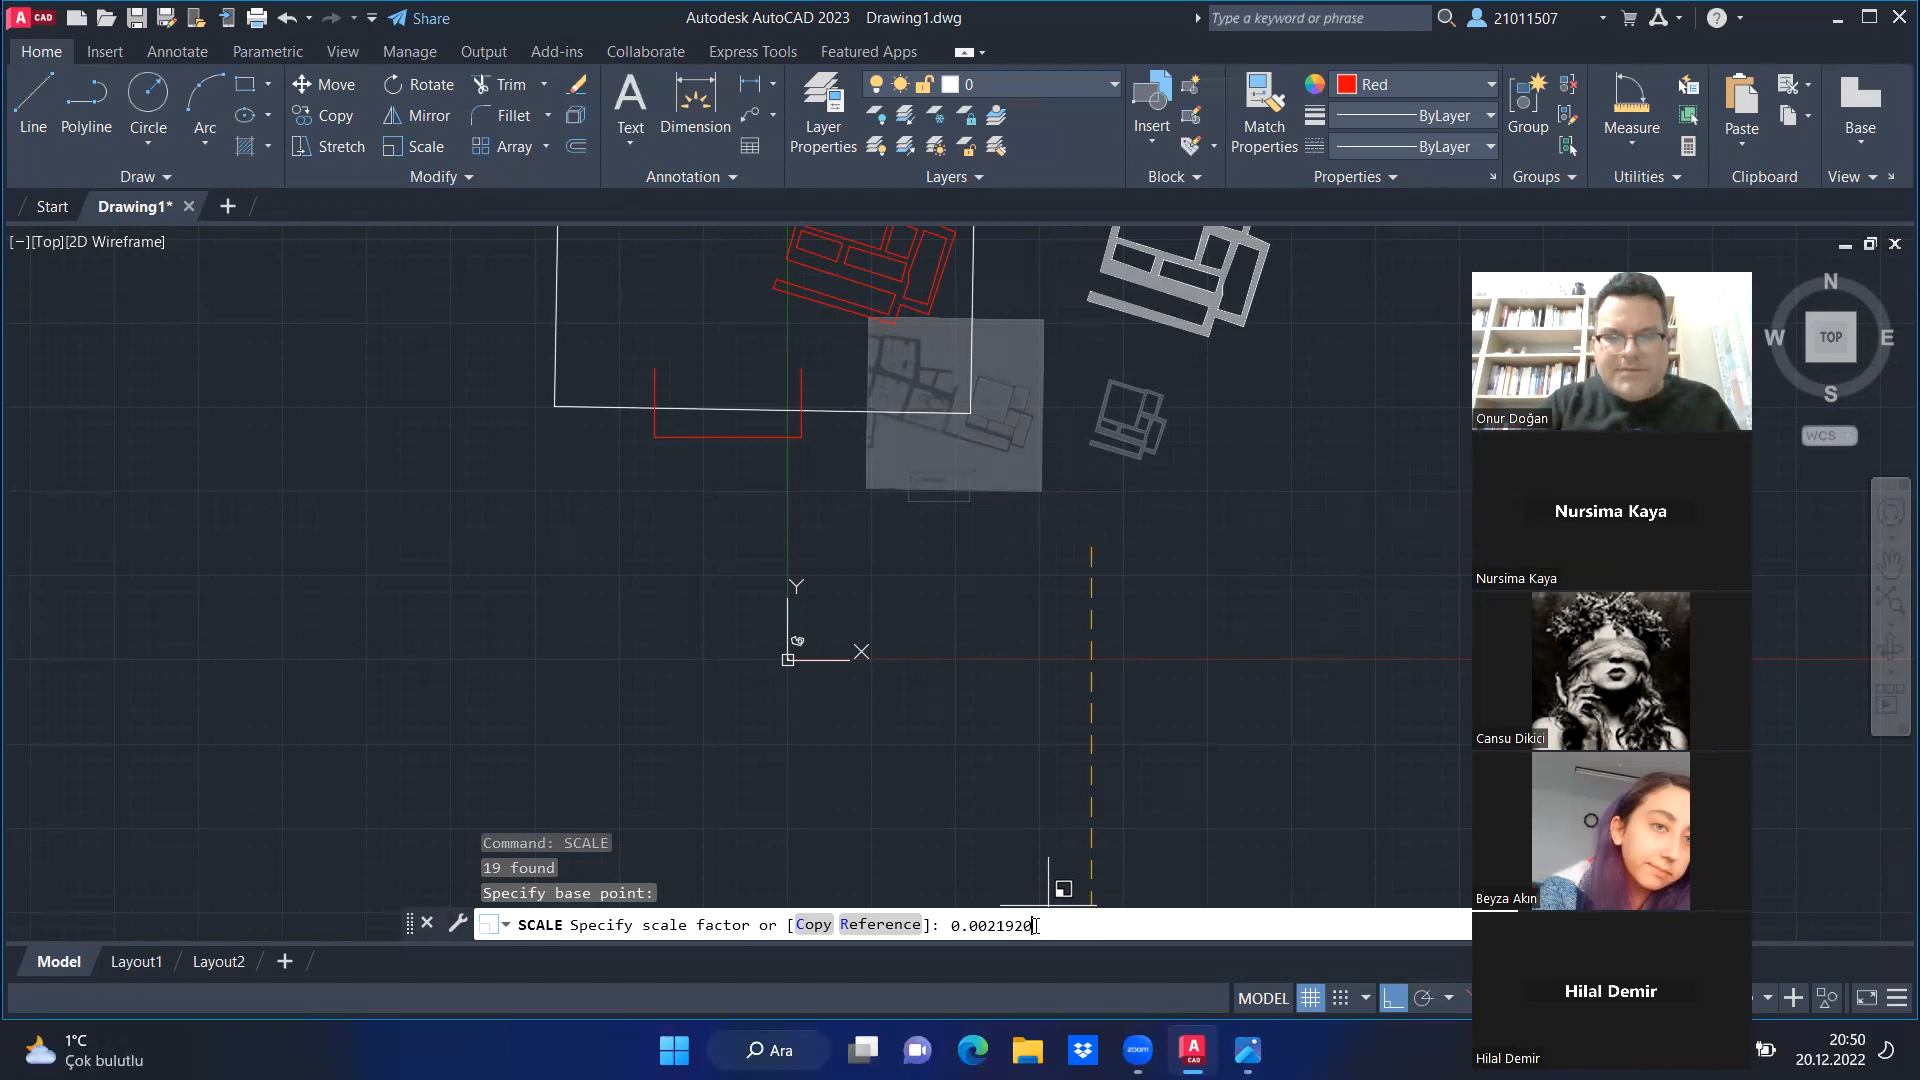 A CAD
Share
Autodesk AutoCAD 2023 Drawing1.dwg
Type a keyword or phrase
21011507
Home Insert Annotate Parametric View Manage Output Add-ins Collaborate Express Tools Featured Apps
Line
Polyline
Circle
Arc
Draw
Move Rotate Trim
Copy Mirror Fillet
Stretch Scale Array
Modify
Text
Dimension
Annotation
Layer
Properties
0
Layers
Insert
Block
Match
Properties
Red
ByLayer
ByLayer
Properties
Group
Groups
Measure
Utilities
Paste
Clipboard
Base
View
Start Drawing1*
[−][Top][2D Wireframe]
N
W TOP E
S
WCS
Y
X
Onur Doğan
Nursima Kaya
Nursima Kaya
Cansu Dikici
Beyza Akın
Hilal Demir
Hilal Demir
Command: SCALE
19 found
Specify base point:
SCALE Specify scale factor or [Copy Reference]: 0.0021920
Model Layout1 Layout2
MODEL
1°C
Çok bulutlu
Ara
zoom
A CAD
20:50
20.12.2022